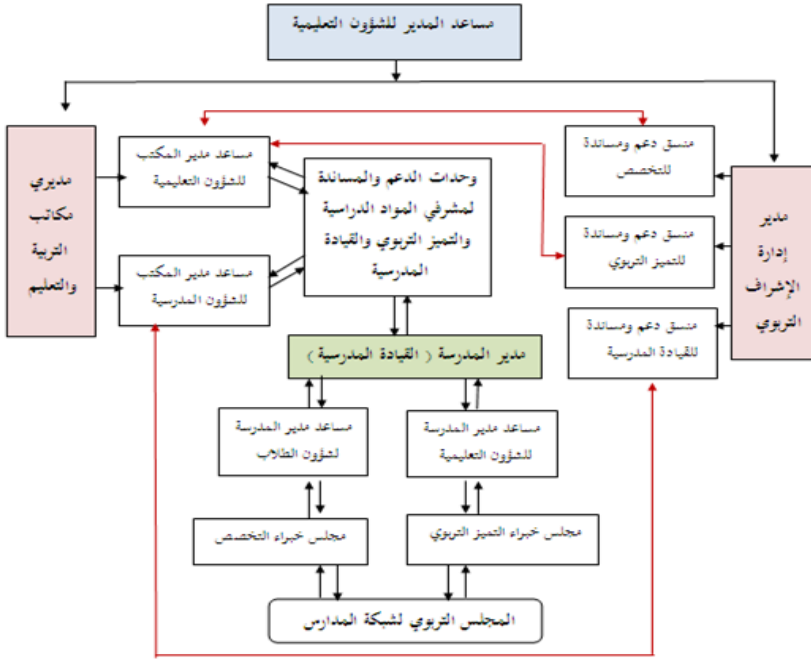 مساعد المدير للشؤون التعليمية
مديري
مكاتب
التربية
والتعليم
مدير
إدارة
الإشراف
التربوي
منسق دعم ومساندة
للتخصص
منسق دعم ومساندة
للتميز التربوي
منسق دعم ومساندة
للقيادة المدرسية
مساعد مدير المكتب
للشؤون التعليمية
مساعد مدير المكتب
للشؤون المدرسية
وحدات الدعم والمساندة
لمشرفي المواد الدراسية
والتميز التربوي والقيادة
المدرسية
مدير المدرسة ( القيادة المدرسية )
مساعد مدير المدرسة
للشؤون التعليمية
مساعد مدير المدرسة
لشؤون الطلاب
مجلس خبراء التميز التربوي
مجلس خبراء التخصص
المجلس التربوي لشبكة المدارس